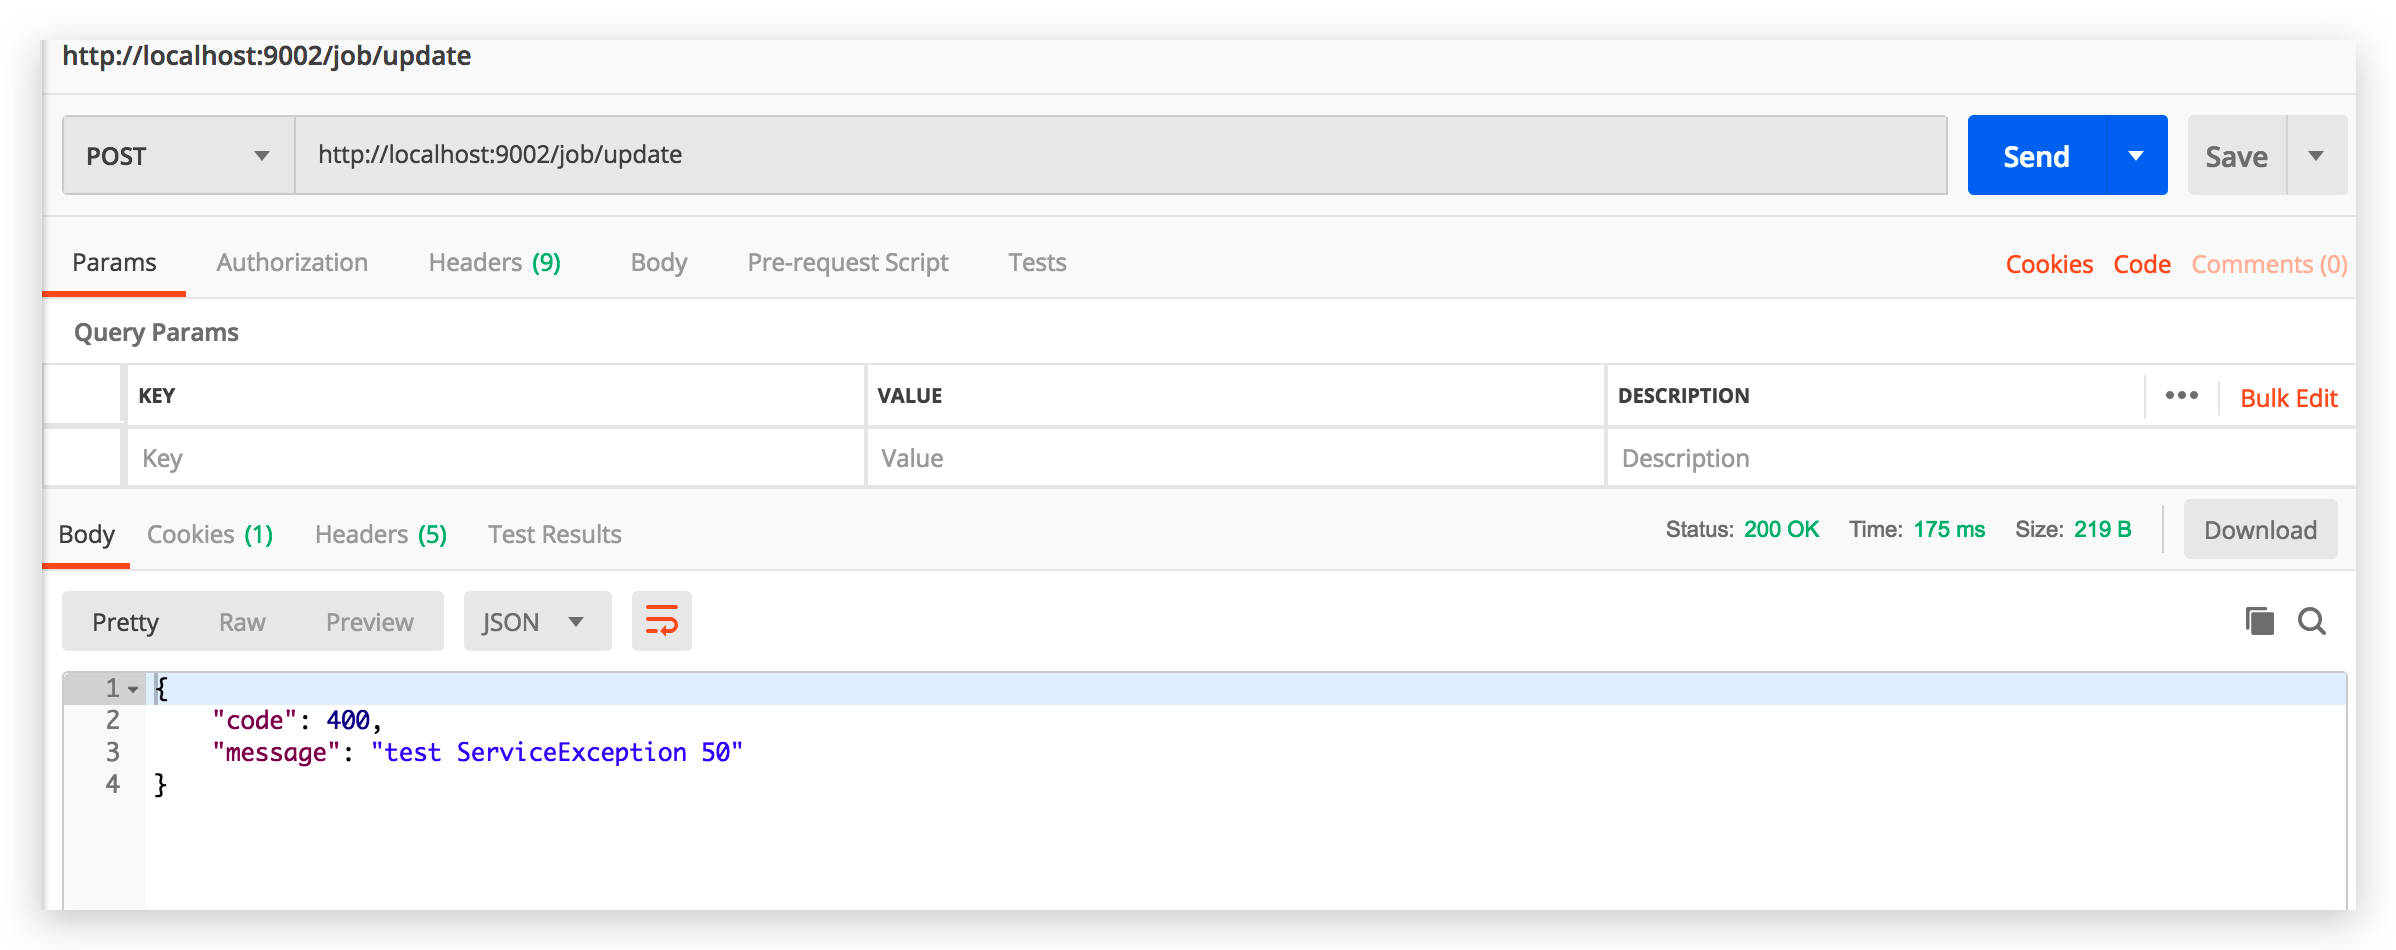 http://localhost:9002/job/update
POST http://localhost:9002/job/update Send Save
Params Authorization Headers (9) Body Pre-request Script Tests Cookies Code Comments (0)
Query Params
KEY VALUE DESCRIPTION ••• Bulk Edit
Key Value Description
Body Cookies (1) Headers (5) Test Results Status: 200 OK Time: 175 ms Size: 219 B Download
Pretty Raw Preview JSON
1 {
2 "code": 400,
3 "message": "test ServiceException 50"
4 }